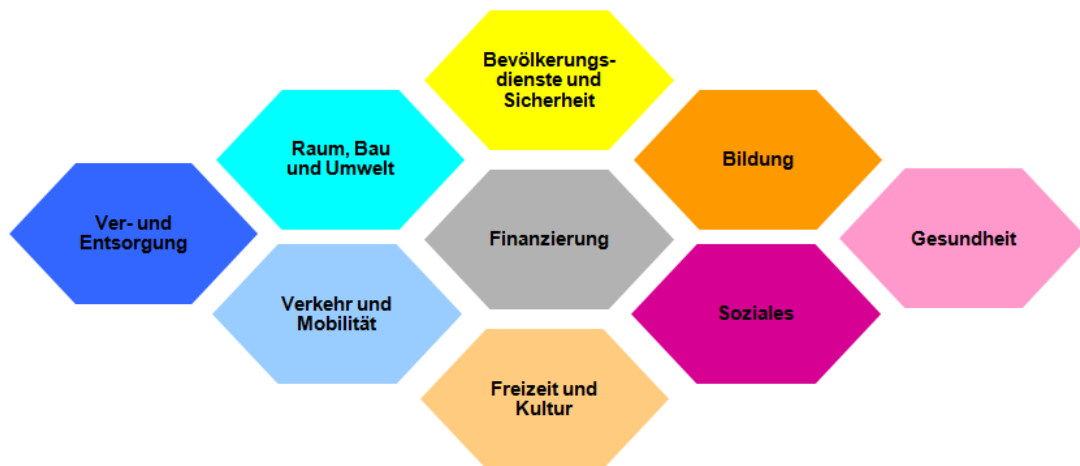 Bevölkerungs-
dienste und
Sicherheit
Raum, Bau
und Umwelt
Bildung
Ver- und
Entsorgung
Finanzierung
Gesundheit
Verkehr und
Mobilität
Soziales
Freizeit und
Kultur